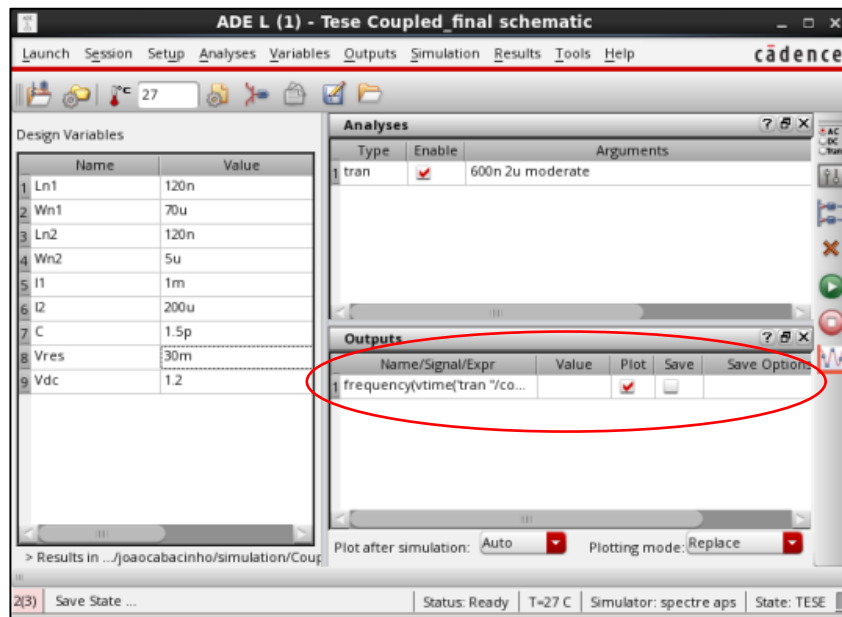 ADE L (1) - Tese Coupled_final schematic
Launch Session Setup Analyses Variables Outputs Simulation Results Tools Help cādence
°C 27
Design Variables
Name Value
1 Ln1 120n
2 Wn1 70u
3 Ln2 120n
4 Wn2 5u
5 I1 1m
6 I2 200u
7 C 1.5p
8 Vres 30m
9 Vdc 1.2
> Results in .../joaocabacinho/simulation/Coup
Analyses
Type Enable Arguments
1 tran 600n 2u moderate
AC
DC
Tran
Outputs
Name/Signal/Expr Value Plot Save Save Options
1 frequency(vtime('tran "/co...
Plot after simulation: Auto Plotting mode: Replace
2(3) Save State ... Status: Ready T=27 C Simulator: spectre aps State: TESE